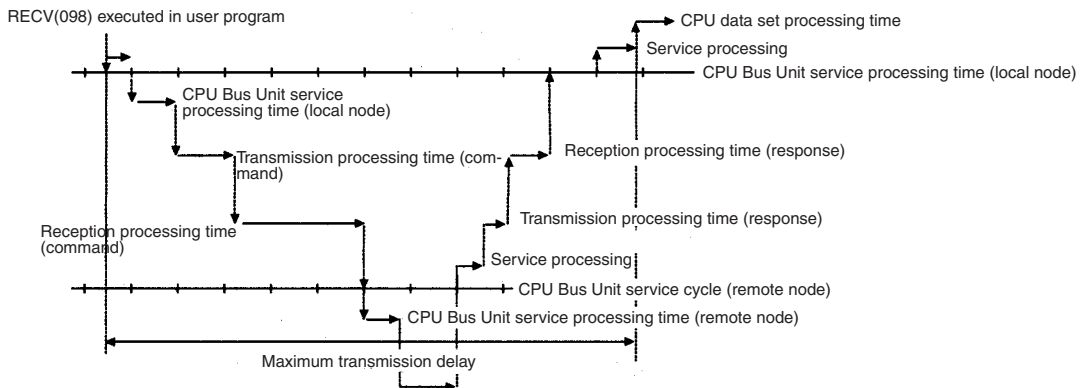 RECV(098) executed in user program
CPU data set processing time
Service processing
CPU Bus Unit service processing time (local node)
CPU Bus Unit service
processing time (local node)
Transmission processing time (com-
mand)
Reception processing time (response)
Reception processing time
(command)
Transmission processing time (response)
Service processing
CPU Bus Unit service cycle (remote node)
CPU Bus Unit service processing time (remote node)
Maximum transmission delay